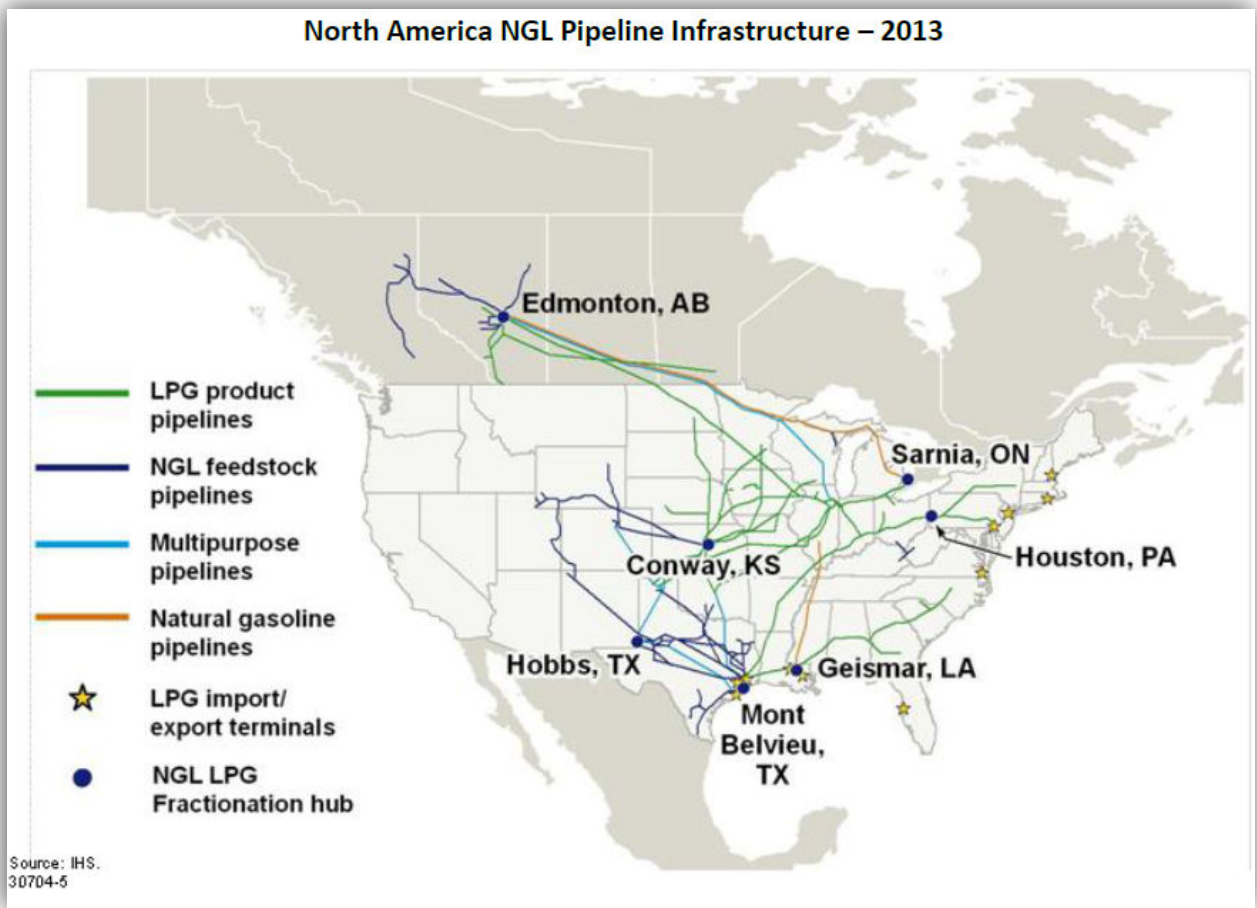 North America NGL Pipeline Infrastructure – 2013
Edmonton, AB
LPG product
pipelines
NGL feedstock
pipelines
Multipurpose
pipelines
Natural gasoline
pipelines
LPG import/
export terminals
NGL LPG
Fractionation hub
Sarnia, ON
Conway, KS
Houston, PA
Hobbs, TX
Geismar, LA
Mont
Belvieu,
TX
Source: IHS.
30704-5